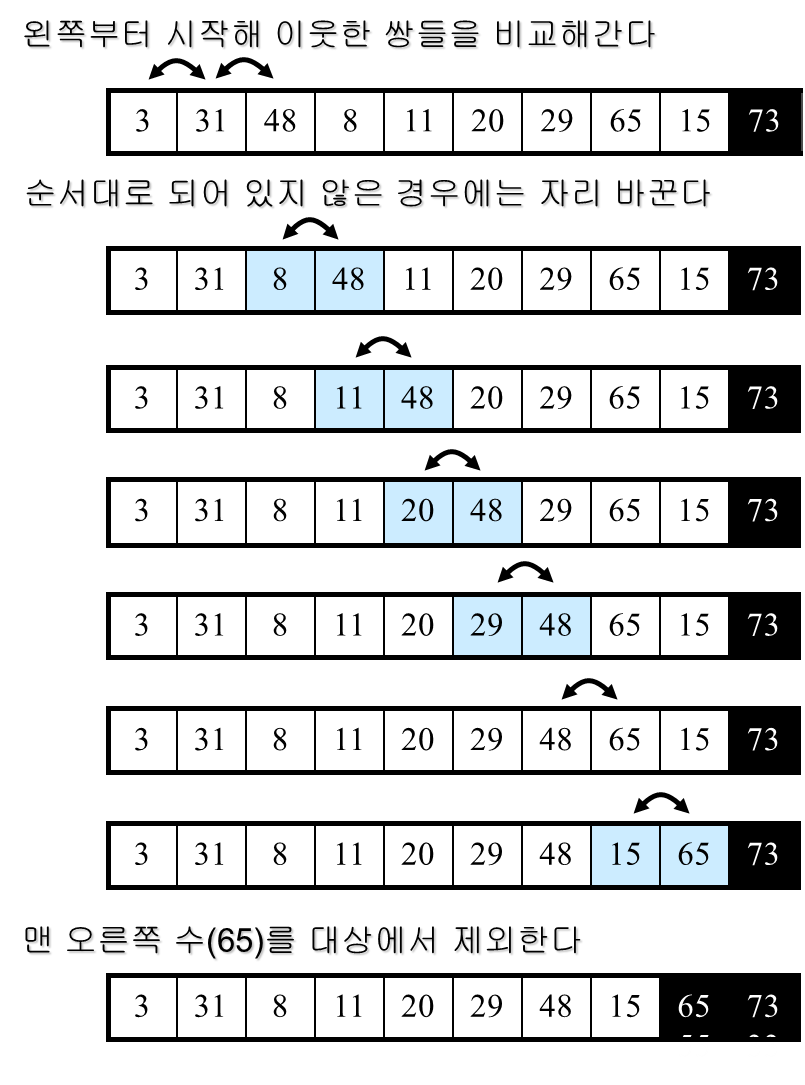 왼쪽부터 시작해 이웃한 쌍들을 비교해간다
3 31 48 8 11 20 29 65 15 73
순서대로 되어 있지 않은 경우에는 자리 바꾼다
3 31 8 48 11 20 29 65 15 73
3 31 8 11 48 20 29 65 15 73
3 31 8 11 20 48 29 65 15 73
3 31 8 11 20 29 48 65 15 73
3 31 8 11 20 29 48 65 15 73
3 31 8 11 20 29 48 15 65 73
맨 오른쪽 수(65)를 대상에서 제외한다
3 31 8 11 20 29 48 15 65 73